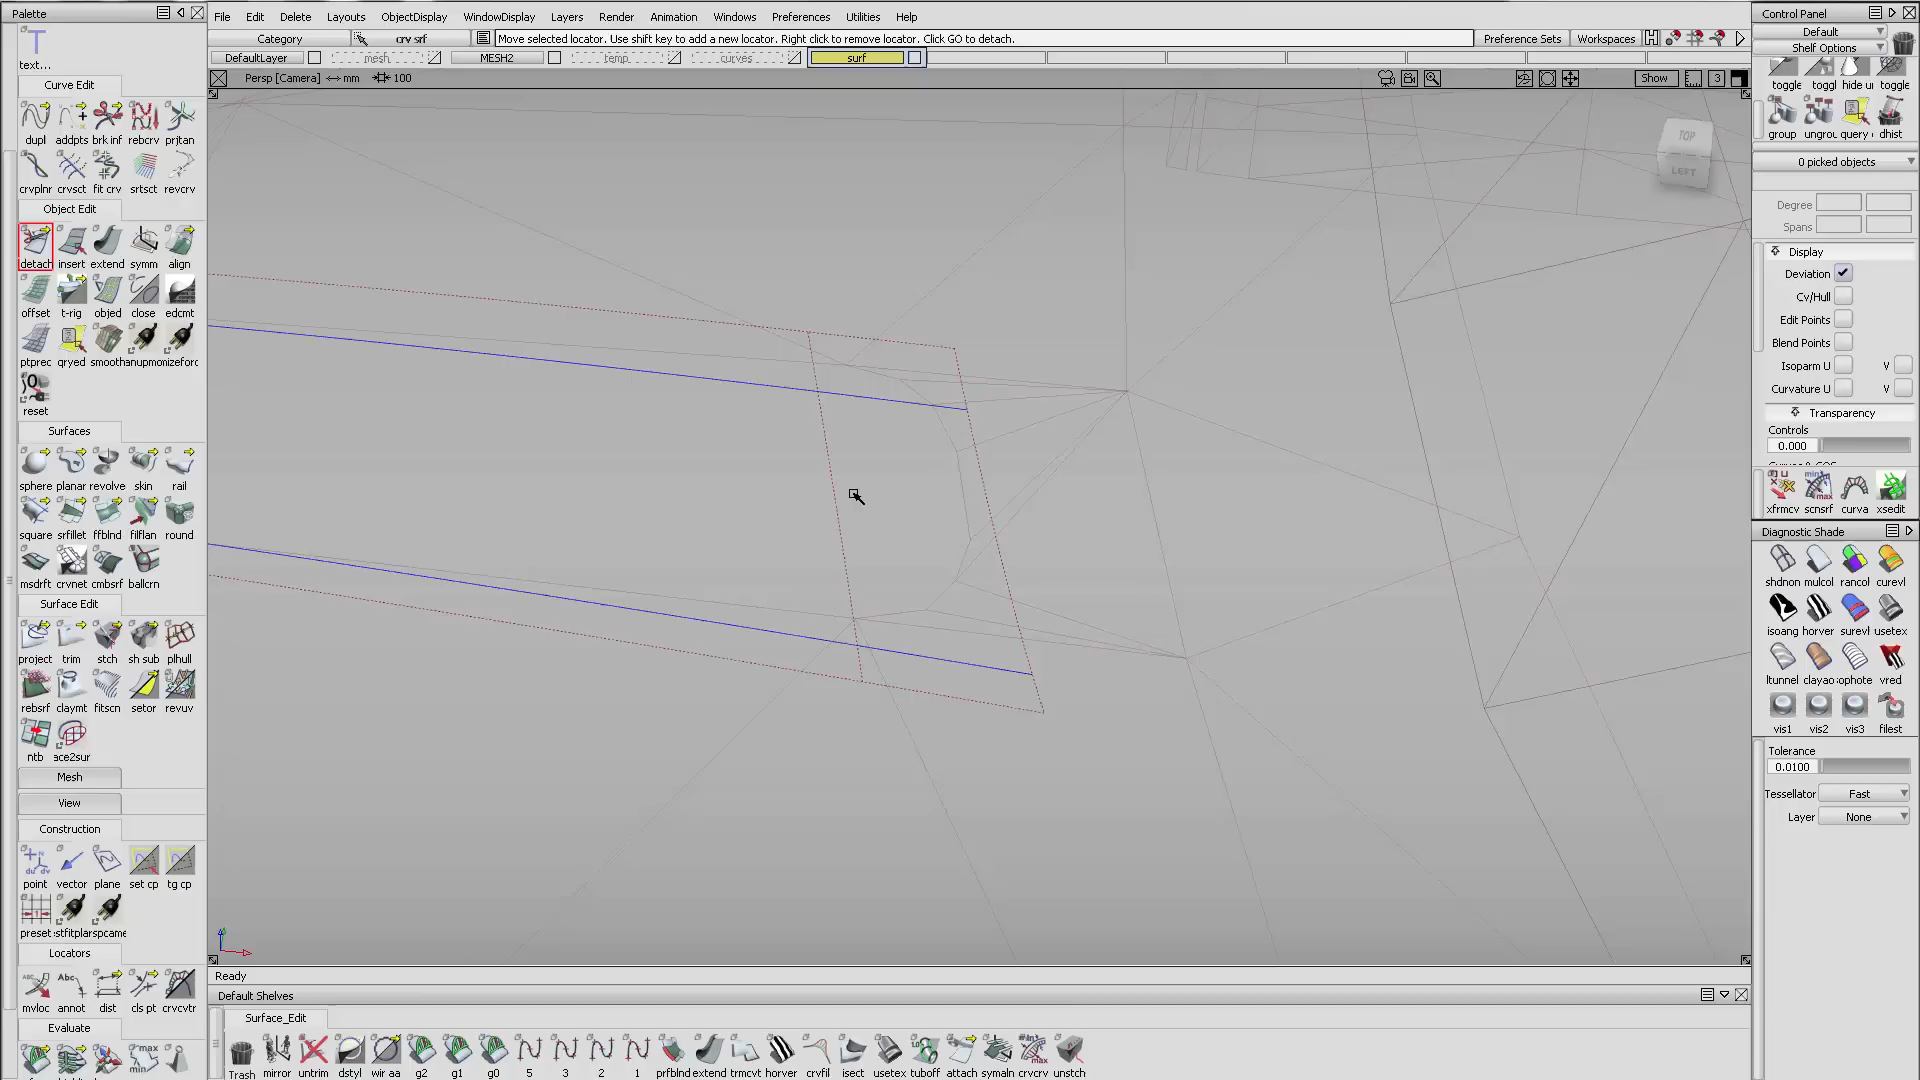 Palette
text...
Curve Edit
dupl addpts brk inf rebcrv prjtan
crvplnr crvsct fit crv srtsct revcrv
Object Edit
detach insert extend symm align
offset t-rig objed close edcmt
ptprec qryed smooth anupmo mizeforc
reset
Surfaces
sphere planar revolve skin rail
square srfillet ffblnd filflan round
msdrft crvnet cmbsrf ballcrn
Surface Edit
project trim stch sh sub plhull
rebsrf claymt fitscn setor revuv
ntb ace2sur
Mesh
View
Construction
point vector plane set cp tg cp
preset stfitplar spcame
Locators
mvloc annot dist cls pt crvcvtr
Evaluate
File Edit Delete Layouts ObjectDisplay WindowDisplay Layers Render Animation Windows Preferences Utilities Help
Category crv srf Move selected locator. Use shift key to add a new locator. Right click to remove locator. Click GO to detach. Preference Sets Workspaces
DefaultLayer mesh MESH2 temp curves surf
Persp [Camera] mm 100 Show 3
TOP
LEFT
Ready
Default Shelves
Surface_Edit
Trash mirror untrim dstyl wir aa g2 g1 g0 5 3 2 1 prfblnd extend trmcvt horver crvfil isect usetex tuboff attach symaln crvcrv unstch
Control Panel
Default
Shelf Options
toggle toggl hide u toggle
group ungrou query dhist
0 picked objects
Degree
Spans
Display
Deviation
Cv/Hull
Edit Points
Blend Points
Isoparm U V
Curvature U V
Transparency
Controls
0.000
xfrmcv scnsrf curva xsedit
Diagnostic Shade
shdnon mulcol rancol curevl
isoang horver surevl usetex
ltunnel clayao ophote vred
vis1 vis2 vis3 filest
Tolerance
0.0100
Tessellator Fast
Layer None